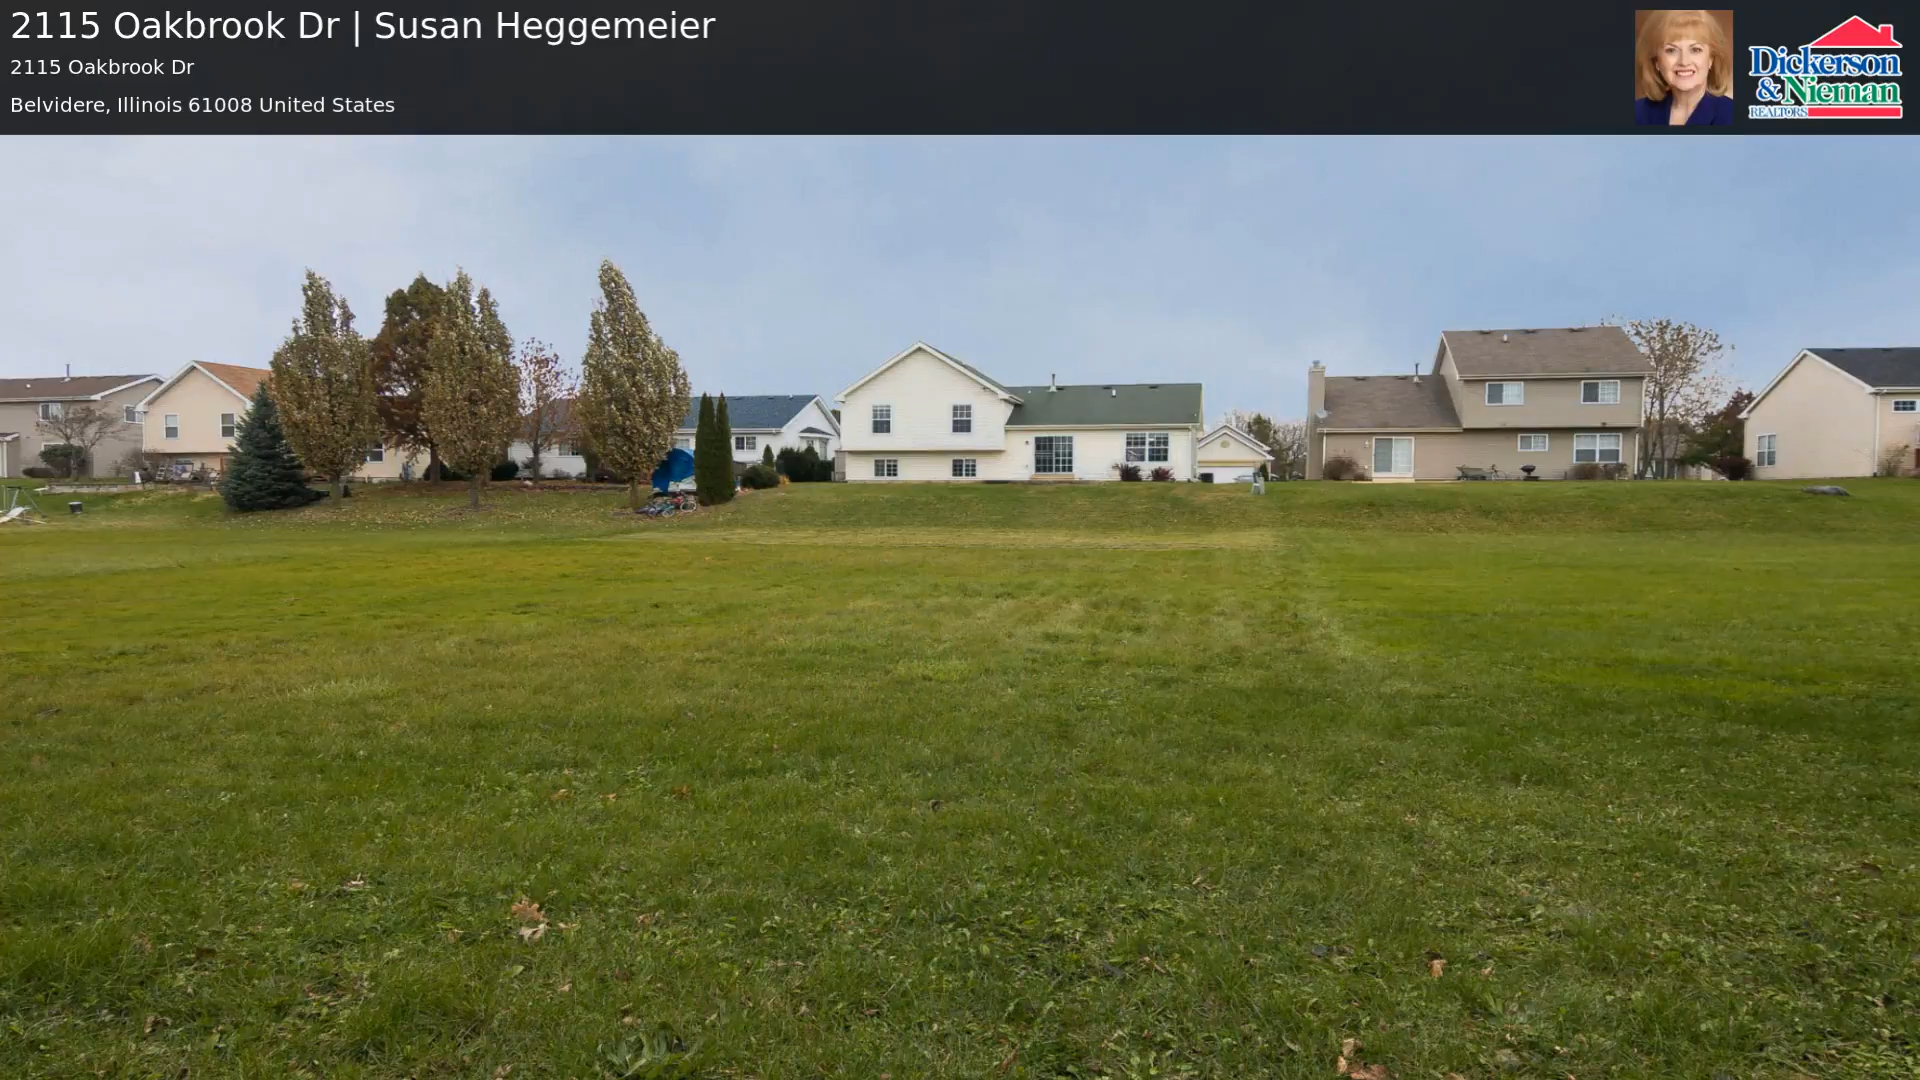 2115 Oakbrook Dr | Susan Heggemeier
2115 Oakbrook Dr
Belvidere, Illinois 61008 United States
Dickerson
& Nieman
REALTORS